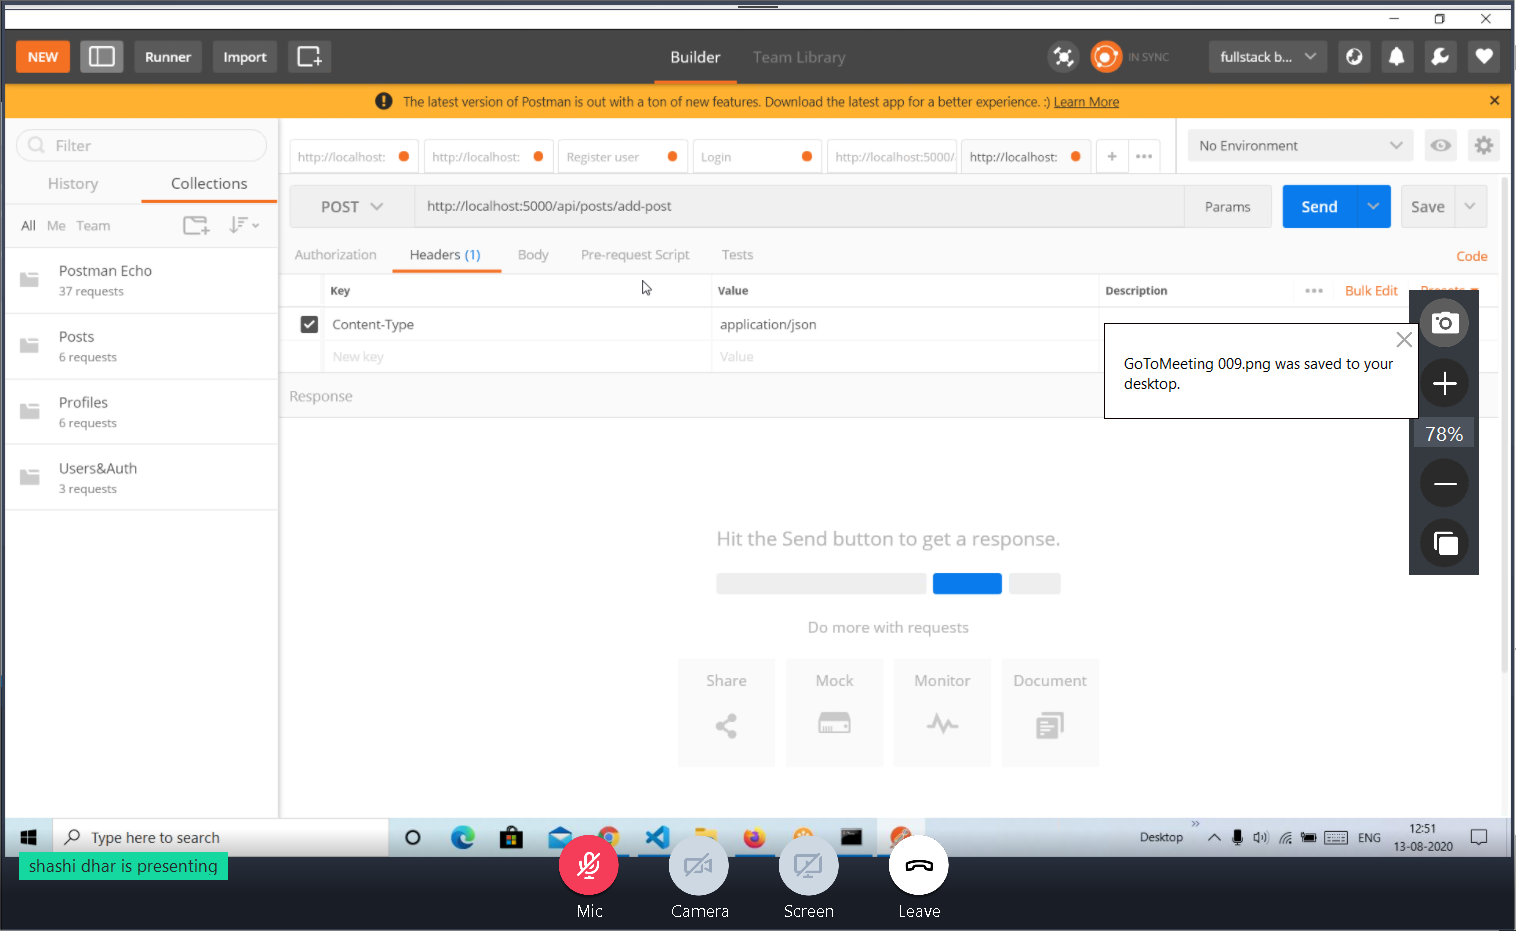 NEW
Runner
Import
Builder
Team Library
IN SYNC
fullstack b...
The latest version of Postman is out with a ton of new features. Download the latest app for a better experience. :) Learn More
Filter
History
Collections
All Me Team
Postman Echo
37 requests
Posts
6 requests
Profiles
6 requests
Users&Auth
3 requests
http://localhost:
http://localhost:
Register user
Login
http://localhost:5000/
http://localhost:
No Environment
POST
http://localhost:5000/api/posts/add-post
Params
Send
Save
Authorization
Headers (1)
Body
Pre-request Script
Tests
Code
Key
Value
Description
Bulk Edit
Presets
Content-Type
application/json
New key
Value
Response
GoToMeeting 009.png was saved to your
desktop.
78%
Hit the Send button to get a response.
Do more with requests
Share
Mock
Monitor
Document
Type here to search
Desktop
ENG
12:51
13-08-2020
shashi dhar is presenting
Mic
Camera
Screen
Leave